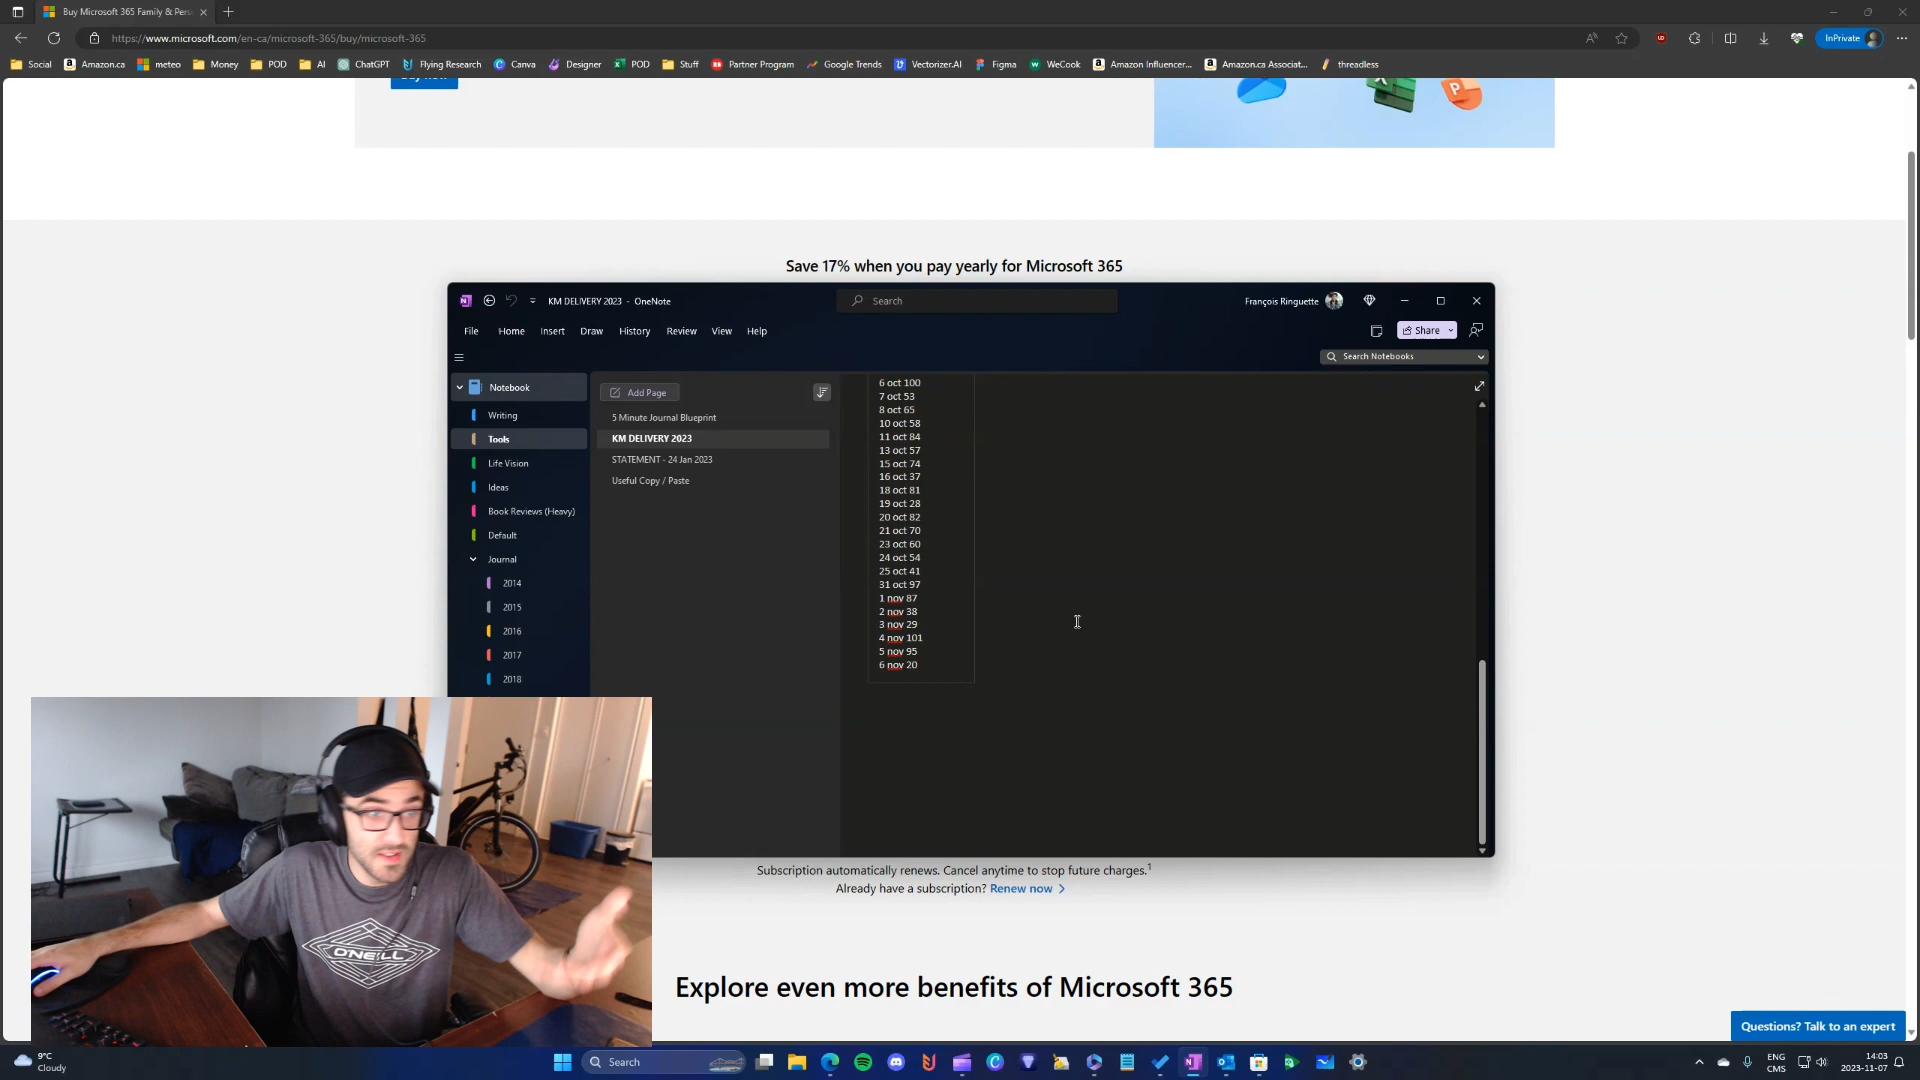 Buy Microsoft 365 Family & Pers
https://www.microsoft.com/en-ca/microsoft-365/buy/microsoft-365
InPrivate
Social
Amazon.ca
meteo
Money
POD
AI
ChatGPT
Flying Research
Canva
Designer
POD
Stuff
Partner Program
Google Trends
Vectorizer.AI
Figma
WeCook
Amazon Influencer...
Amazon.ca Associat...
threadless
Save 17% when you pay yearly for Microsoft 365
KM DELIVERY 2023 - OneNote
Search
François Ringuette
File
Home
Insert
Draw
History
Review
View
Help
Share
Search Notebooks
Notebook
Writing
Tools
Life Vision
Ideas
Book Reviews (Heavy)
Default
Journal
2014
2015
2016
2017
2018
Add Page
5 Minute Journal Blueprint
KM DELIVERY 2023
STATEMENT - 24 Jan 2023
Useful Copy / Paste
6 oct 100
7 oct 53
8 oct 65
10 oct 58
11 oct 84
13 oct 57
15 oct 74
16 oct 37
18 oct 81
19 oct 28
20 oct 82
21 oct 70
23 oct 60
24 oct 54
25 oct 41
31 oct 97
1 nov 87
2 nov 38
3 nov 29
4 nov 101
5 nov 95
6 nov 20
O'NEILL
Subscription automatically renews. Cancel anytime to stop future charges.1
Already have a subscription? Renew now >
Explore even more benefits of Microsoft 365
Questions? Talk to an expert
9°C
Cloudy
Search
ENG
CMS
14:03
2023-11-07